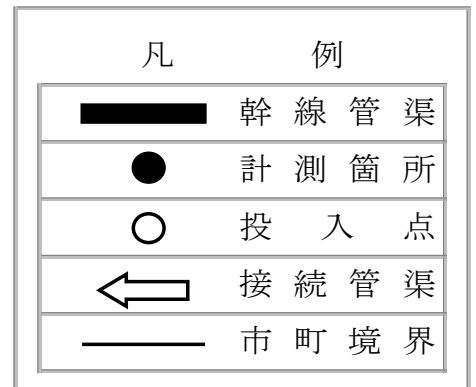 凡例
幹線管渠
計測箇所
投入点
接続管渠
市町境界